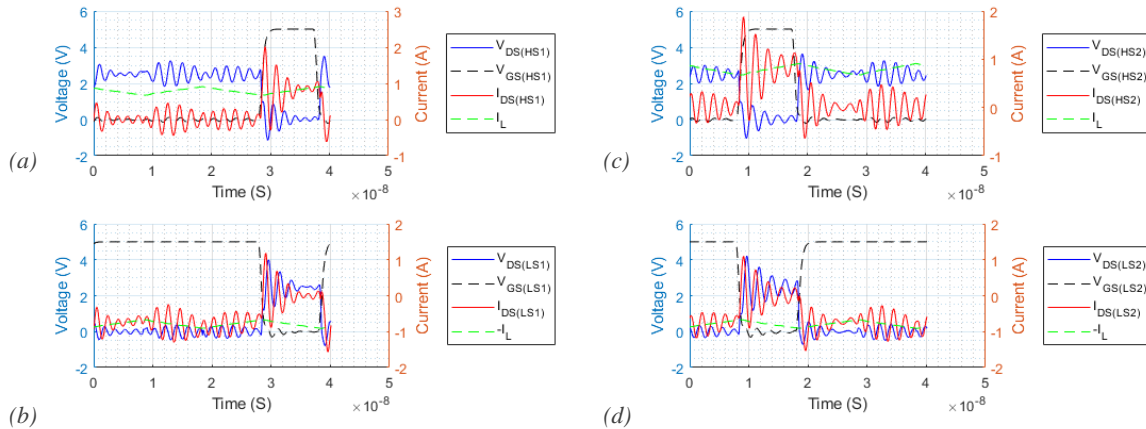 6 4 2 0 -2
Voltage (V)
3 2 1 0 -1
Current (A)
0 1 2 3 4 5
Time (S)
×10⁻⁸
V_DS(HS1)
V_GS(HS1)
I_DS(HS1)
I_L
(a)
6 4 2 0 -2
Voltage (V)
2 1 0 -1
Current (A)
0 1 2 3 4 5
Time (S)
×10⁻⁸
V_DS(HS2)
V_GS(HS2)
I_DS(HS2)
I_L
(c)
6 4 2 0 -2
Voltage (V)
2 1 0 -1 -2
Current (A)
0 1 2 3 4 5
Time (S)
×10⁻⁸
V_DS(LS1)
V_GS(LS1)
I_DS(LS1)
-I_L
(b)
6 4 2 0 -2
Voltage (V)
2 1 0 -1 -2
Current (A)
0 1 2 3 4 5
Time (S)
×10⁻⁸
V_DS(LS2)
V_GS(LS2)
I_DS(LS2)
-I_L
(d)